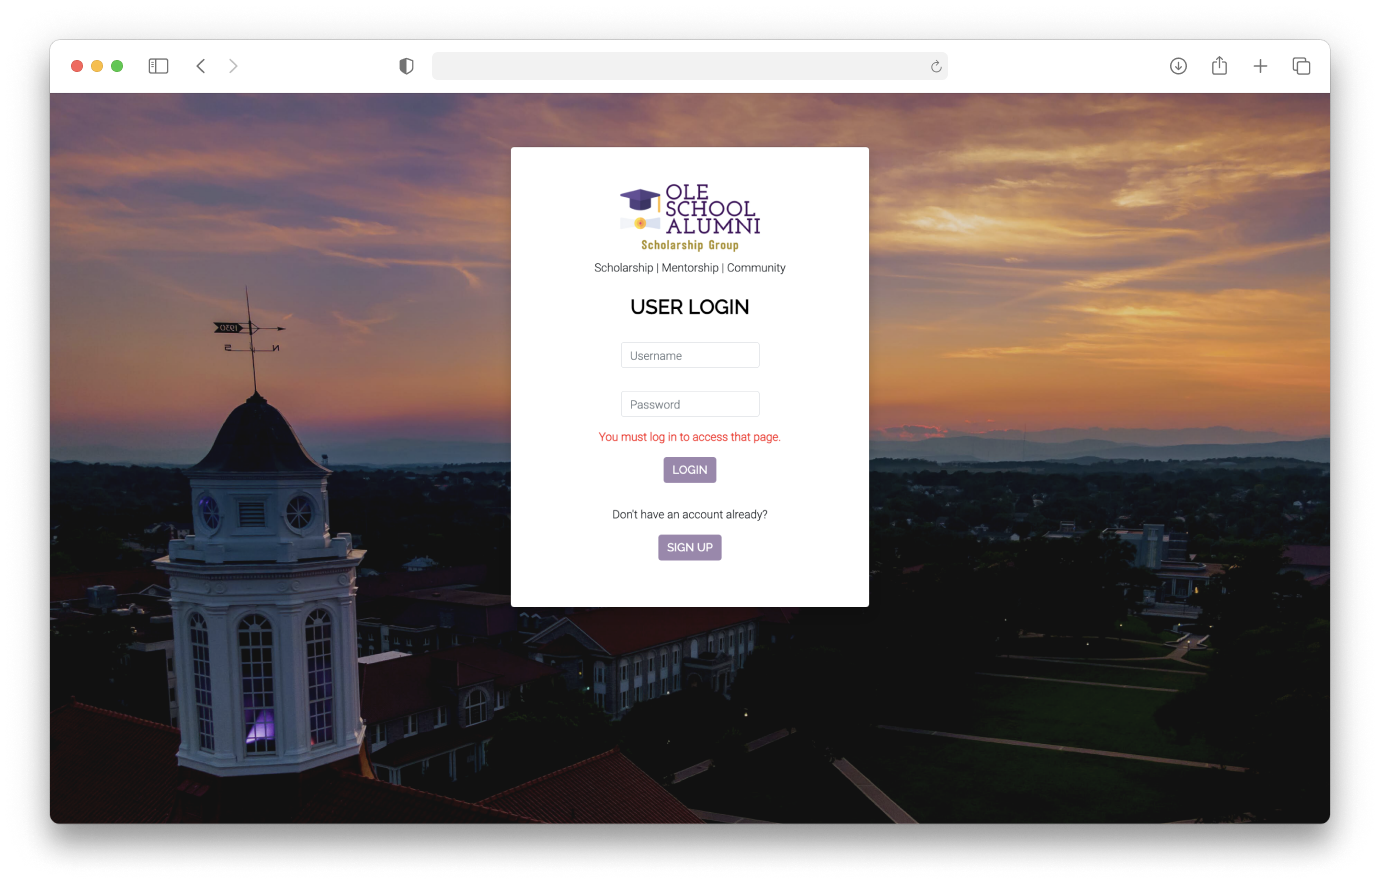 OLE
SCHOOL
ALUMNI
Scholarship Group
Scholarship | Mentorship | Community
USER LOGIN
Username
Password
You must log in to access that page.
LOGIN
Don't have an account already?
SIGN UP
1930
S N